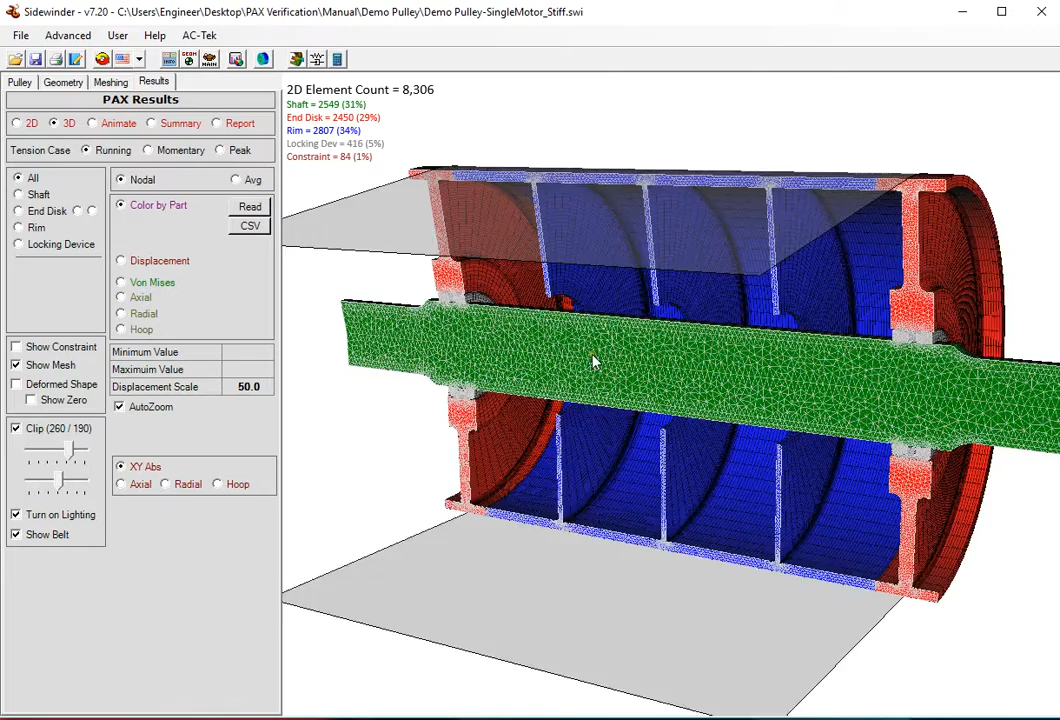 Sidewinder - v7.20 - C:\Users\Engineer\Desktop\PAX Verification\Manual\Demo Pulley\Demo Pulley-SingleMotor_Stiff.swi
File Advanced User Help AC-Tek
Pulley Geometry Meshing Results
PAX Results
2D 3D Animate Summary Report
Tension Case Running Momentary Peak
All
Shaft
End Disk
Rim
Locking Device
Nodal Avg
Color by Part Read
CSV
Displacement
Von Mises
Axial
Radial
Hoop
Show Constraint
Show Mesh
Deformed Shape
Show Zero
Minimum Value
Maximuim Value
Displacement Scale 50.0
AutoZoom
Clip (260 / 190)
XY Abs
Axial Radial Hoop
Turn on Lighting
Show Belt
2D Element Count = 8,306
Shaft = 2549 (31%)
End Disk = 2450 (29%)
Rim = 2807 (34%)
Locking Dev = 416 (5%)
Constraint = 84 (1%)